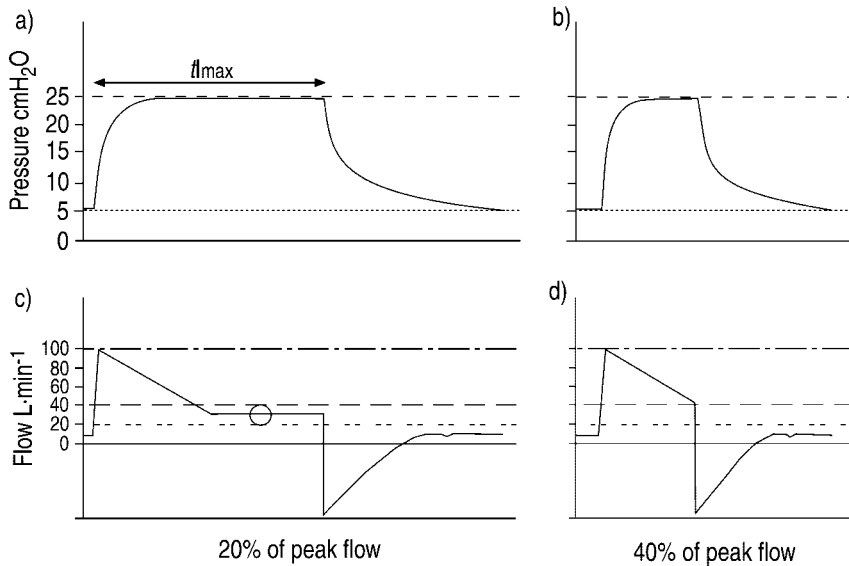 a)
b)
tImax
Pressure cmH₂O
25
20
15
10
5
0
c)
d)
Flow L·min⁻¹
100
80
60
40
20
0
20% of peak flow
40% of peak flow